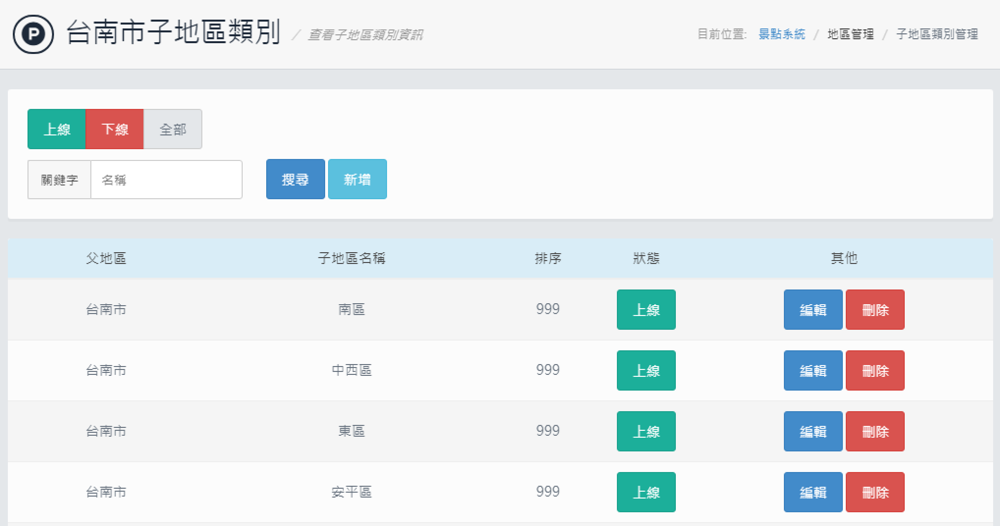 P 台南市子地區類別 / 查看子地區類別資訊 目前位置: 景點系統 / 地區管理 / 子地區類別管理
上線 下線 全部
關鍵字 名稱 搜尋 新增
父地區 子地區名稱 排序 狀態 其他
台南市 南區 999 上線 編輯 刪除
台南市 中西區 999 上線 編輯 刪除
台南市 東區 999 上線 編輯 刪除
台南市 安平區 999 上線 編輯 刪除